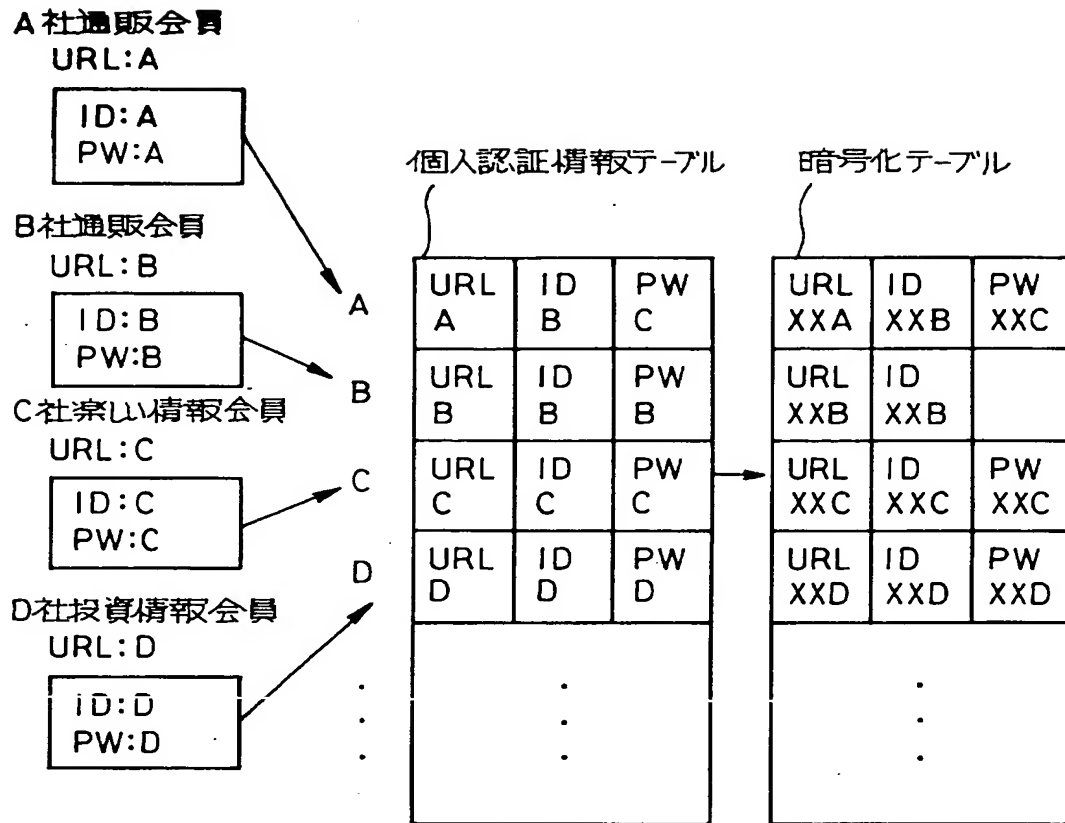 A社通販会員
URL:A
ID:A
PW:A
B社通販会員
URL:B
ID:B
PW:B
C社楽しい情報会員
URL:C
ID:C
PW:C
D社投資情報会員
URL:D
ID:D
PW:D
A
B
C
D
個人認証情報テーブル
URL ID PW
A B C
URL ID PW
B B B
URL ID PW
C C C
URL ID PW
D D D
暗号化テーブル
URL ID PW
XXA XXB XXC
URL ID
XXB XXB
URL ID PW
XXC XXC XXC
URL ID PW
XXD XXD XXD